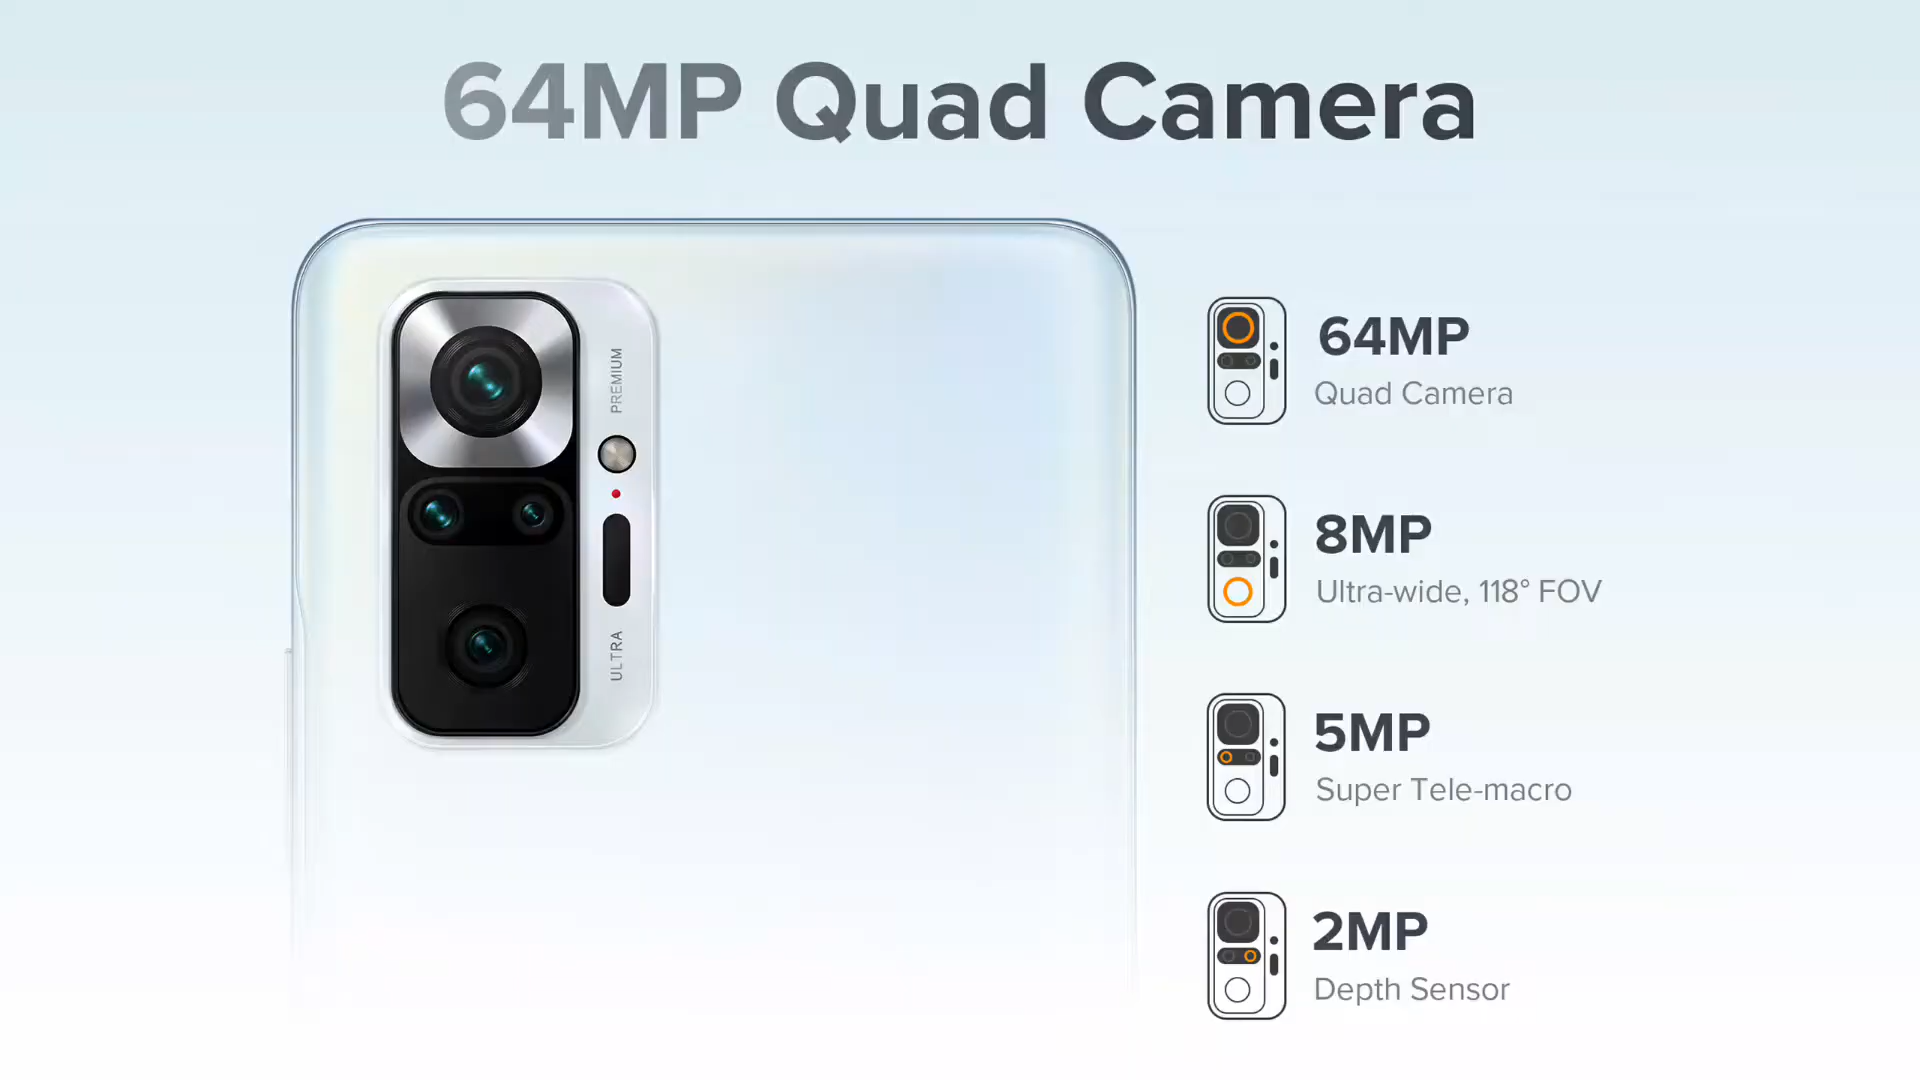 64MP Quad Camera
PREMIUM
ULTRA
64MP
Quad Camera
8MP
Ultra-wide, 118° FOV
5MP
Super Tele-macro
2MP
Depth Sensor